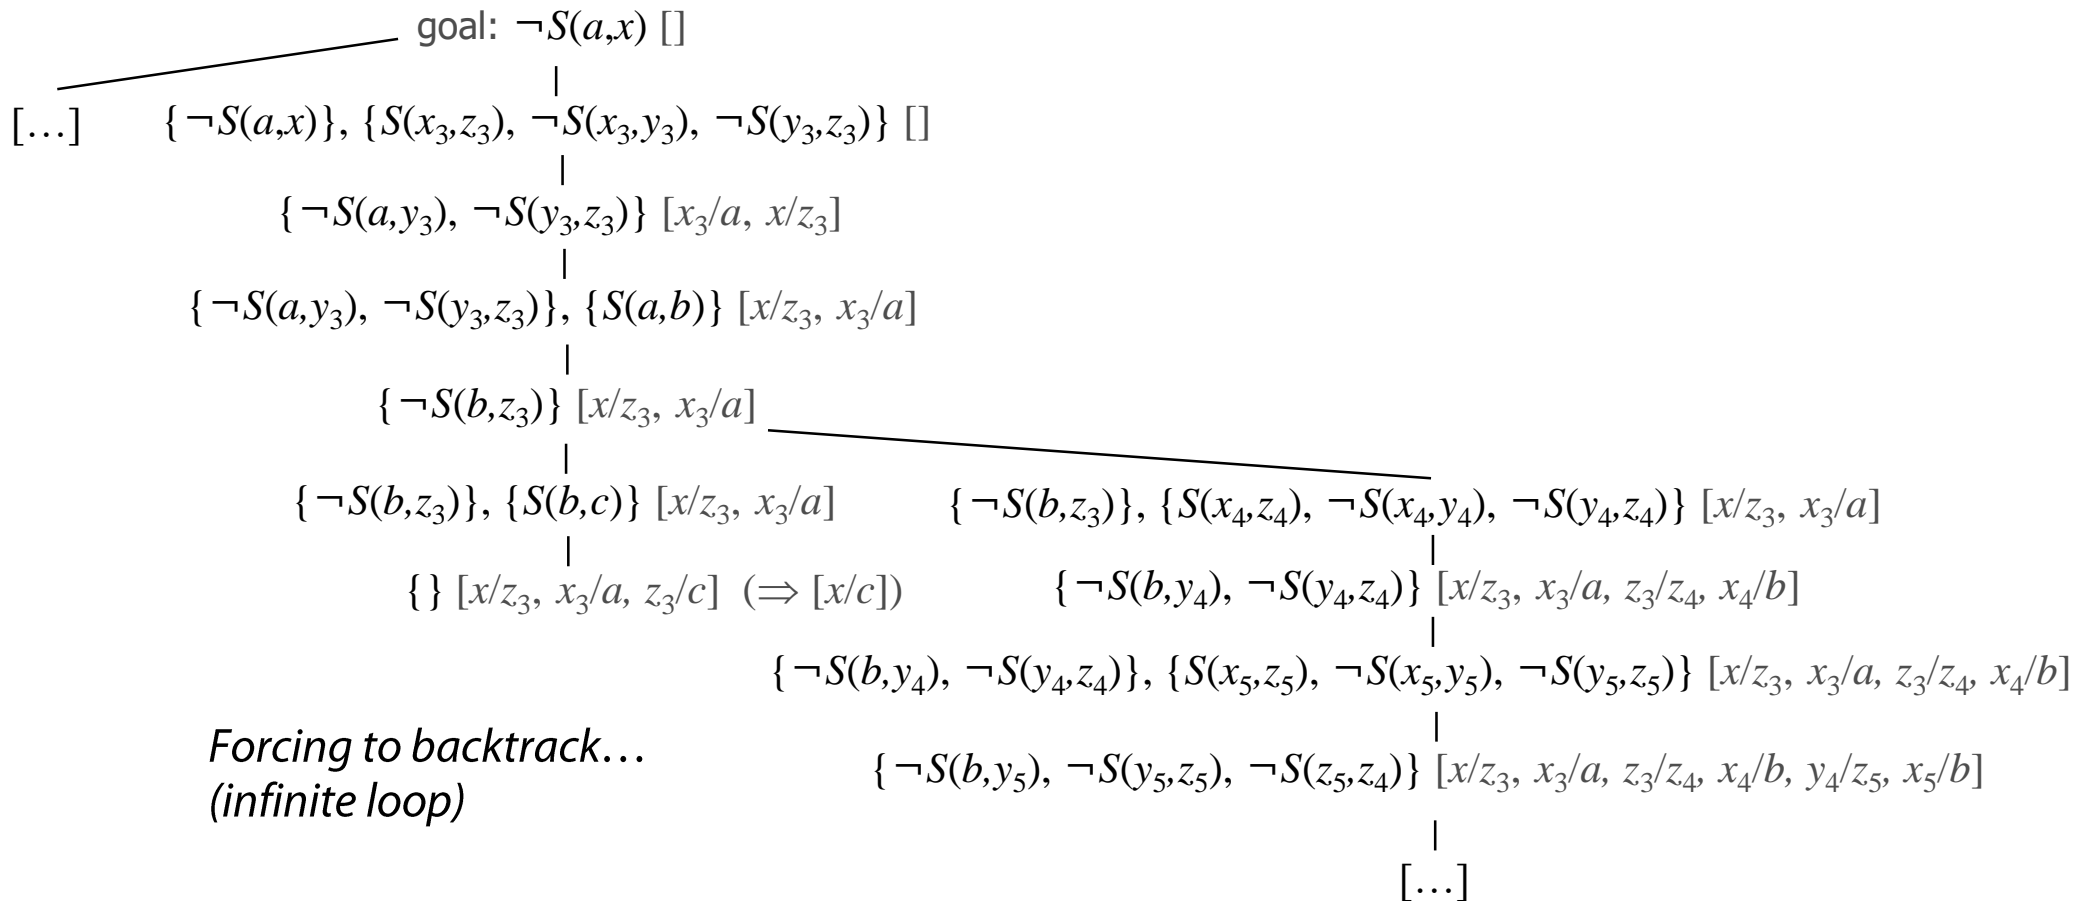 goal: ¬S(a,x) []
[…] {¬S(a,x)}, {S(x₃,z₃), ¬S(x₃,y₃), ¬S(y₃,z₃)} []
{¬S(a,y₃), ¬S(y₃,z₃)} [x₃/a, x/z₃]
{¬S(a,y₃), ¬S(y₃,z₃)}, {S(a,b)} [x/z₃, x₃/a]
{¬S(b,z₃)} [x/z₃, x₃/a]
{¬S(b,z₃)}, {S(b,c)} [x/z₃, x₃/a]
{} [x/z₃, x₃/a, z₃/c] (⇒ [x/c])
{¬S(b,z₃)}, {S(x₄,z₄), ¬S(x₄,y₄), ¬S(y₄,z₄)} [x/z₃, x₃/a]
{¬S(b,y₄), ¬S(y₄,z₄)} [x/z₃, x₃/a, z₃/z₄, x₄/b]
{¬S(b,y₄), ¬S(y₄,z₄)}, {S(x₅,z₅), ¬S(x₅,y₅), ¬S(y₅,z₅)} [x/z₃, x₃/a, z₃/z₄, x₄/b]
{¬S(b,y₅), ¬S(y₅,z₅), ¬S(z₅,z₄)} [x/z₃, x₃/a, z₃/z₄, x₄/b, y₄/z₅, x₅/b]
[…]
Forcing to backtrack…
(infinite loop)